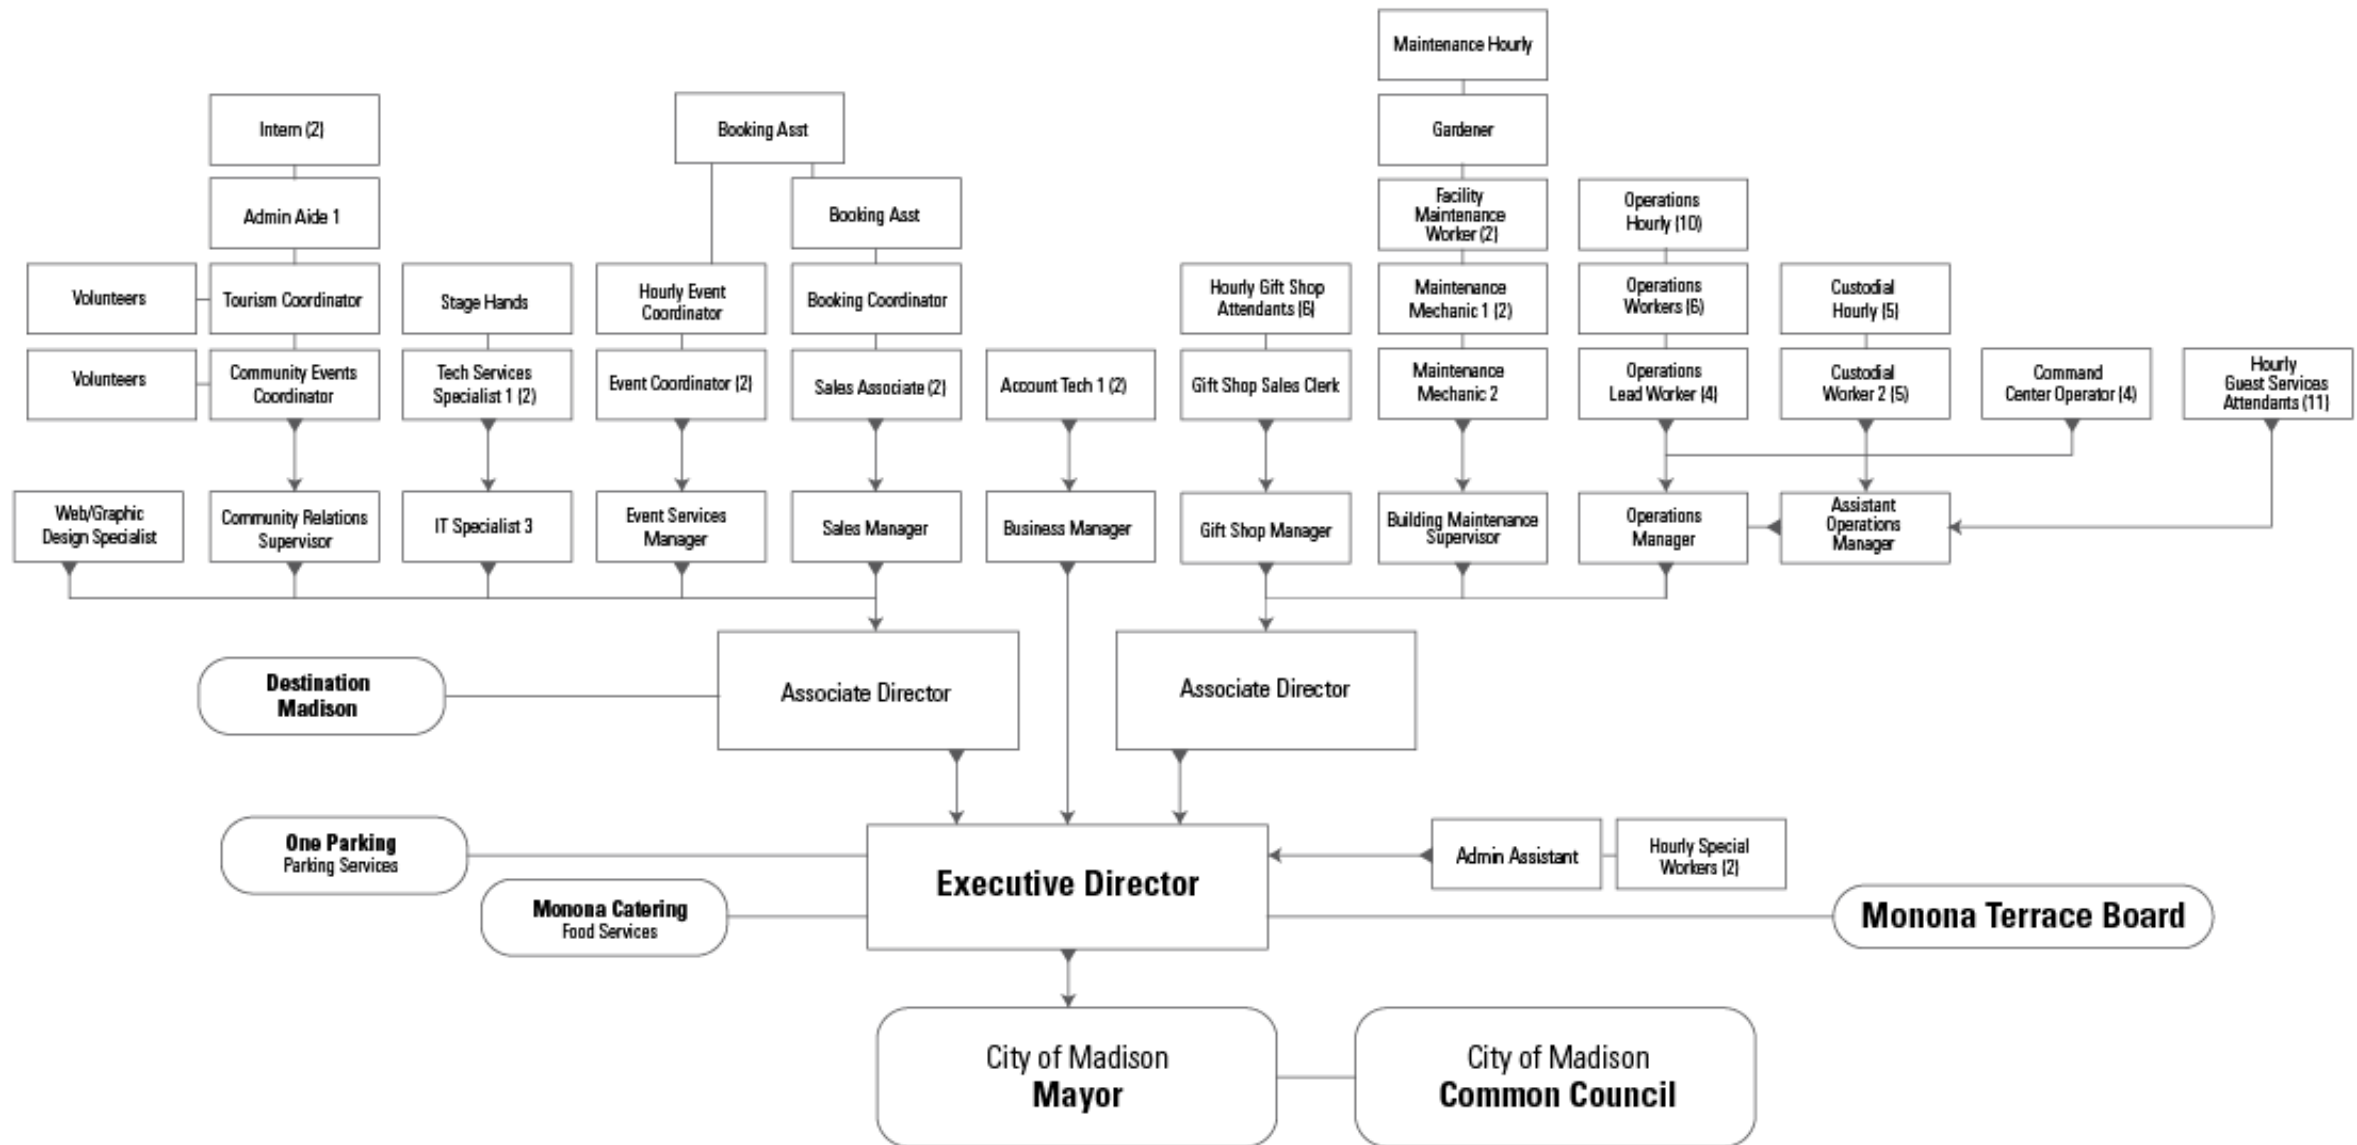 Maintenance Hourly
Intern (2)
Booking Asst
Gardener
Admin Aide 1
Booking Asst
Facility
Maintenance
Worker (2)
Operations
Hourly (10)
Volunteers
Tourism Coordinator
Stage Hands
Hourly Event
Coordinator
Booking Coordinator
Hourly Gift Shop
Attendants (6)
Maintenance
Mechanic 1 (2)
Operations
Workers (6)
Custodial
Hourly (5)
Volunteers
Community Events
Coordinator
Tech Services
Specialist 1 (2)
Event Coordinator (2)
Sales Associate (2)
Account Tech 1 (2)
Gift Shop Sales Clerk
Maintenance
Mechanic 2
Operations
Lead Worker (4)
Custodial
Worker 2 (5)
Command
Center Operator (4)
Hourly
Guest Services
Attendants (11)
Web/Graphic
Design Specialist
Community Relations
Supervisor
IT Specialist 3
Event Services
Manager
Sales Manager
Business Manager
Gift Shop Manager
Building Maintenance
Supervisor
Operations
Manager
Assistant
Operations
Manager
Destination
Madison
Associate Director
Associate Director
One Parking
Parking Services
Executive Director
Admin Assistant
Hourly Special
Workers (2)
Monona Catering
Food Services
Monona Terrace Board
City of Madison
Mayor
City of Madison
Common Council